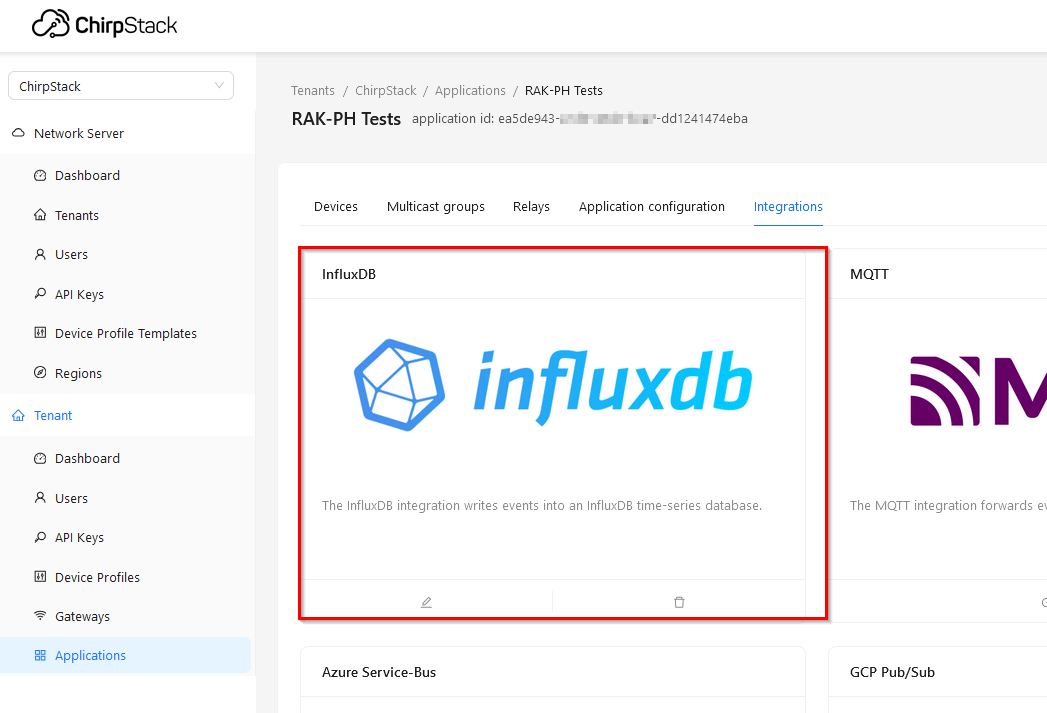 ChirpStack
ChirpStack
Network Server
Dashboard
Tenants
Users
API Keys
Device Profile Templates
Regions
Tenant
Dashboard
Users
API Keys
Device Profiles
Gateways
Applications
Tenants / ChirpStack / Applications / RAK-PH Tests
RAK-PH Tests application id: ea5de943- -dd1241474eba
Devices Multicast groups Relays Application configuration Integrations
InfluxDB
influxdb
The InfluxDB integration writes events into an InfluxDB time-series database.
MQTT
M
The MQTT integration forwards ev
Azure Service-Bus
GCP Pub/Sub